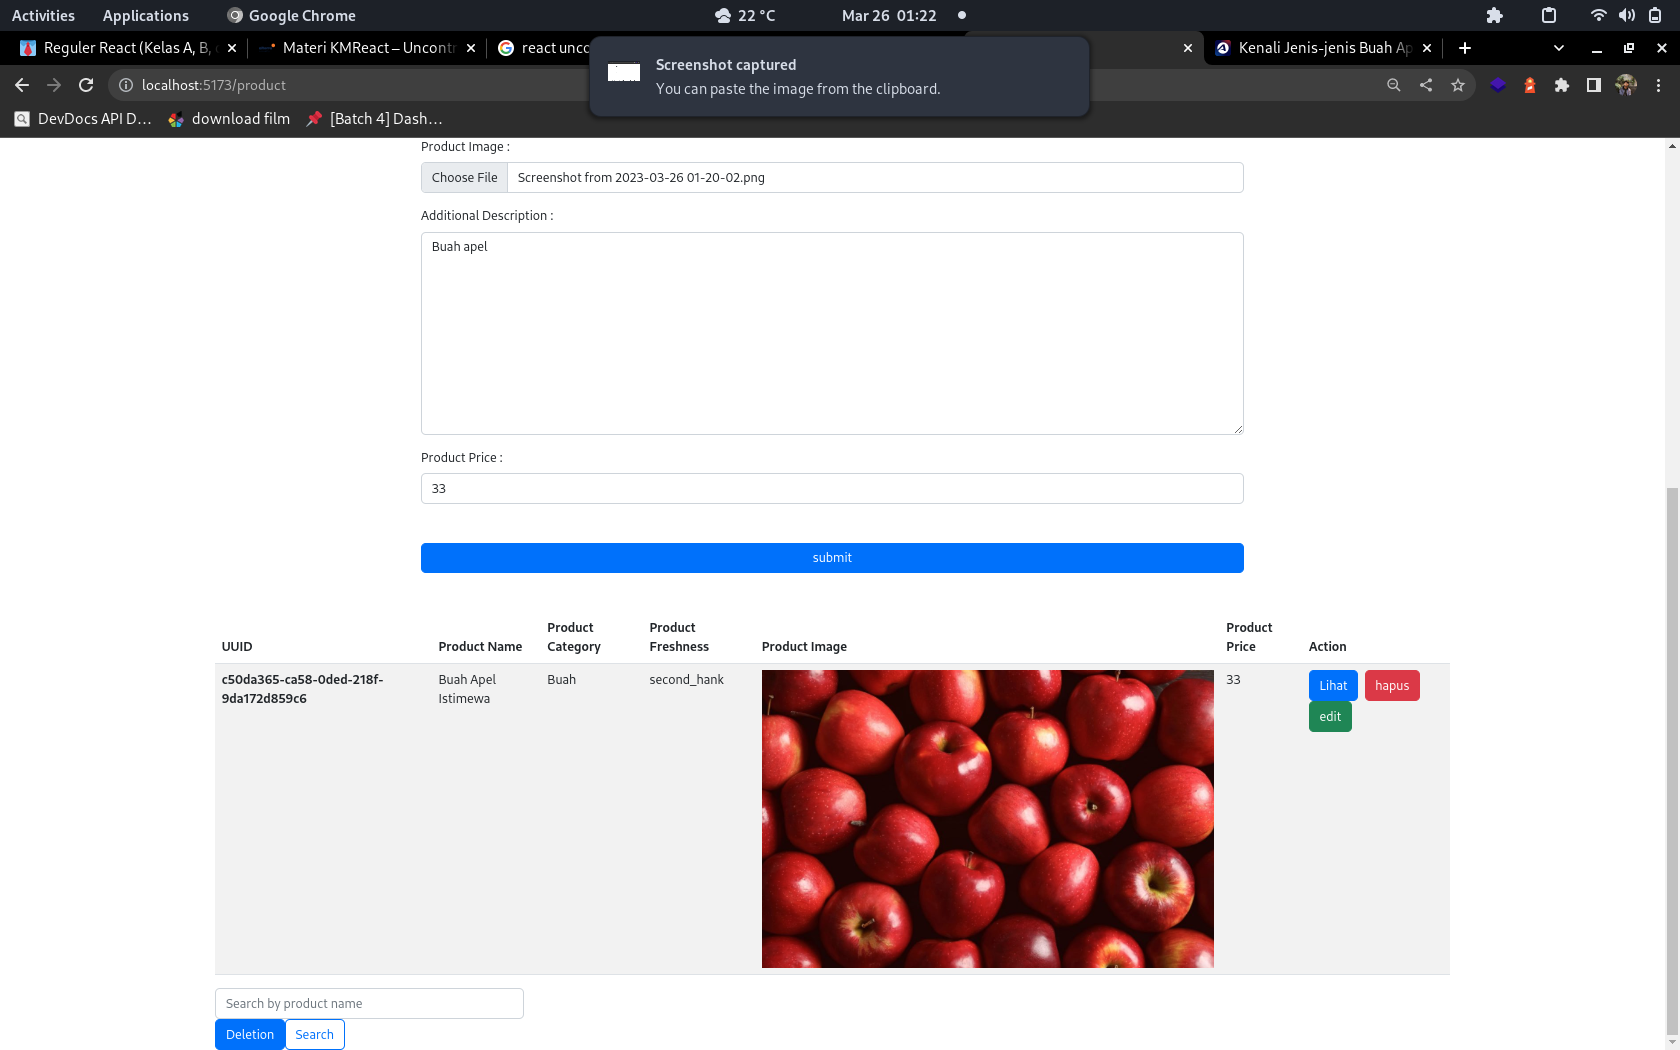 Activities Applications Google Chrome 22 °C Mar 26 01:22
Reguler React (Kelas A, B, Materi KMReact – Uncontr react unco Kenali Jenis-jenis Buah Ap
Screenshot captured
You can paste the image from the clipboard.
localhost:5173/product
DevDocs API D... download film [Batch 4] Dash...
Product Image :
Choose File Screenshot from 2023-03-26 01-20-02.png
Additional Description :
Buah apel
Product Price :
33
submit
UUID Product Name Product Category Product Freshness Product Image Product Price Action
c50da365-ca58-0ded-218f-9da172d859c6 Buah Apel Istimewa Buah second_hank 33 Lihat hapus
edit
Search by product name
Deletion Search